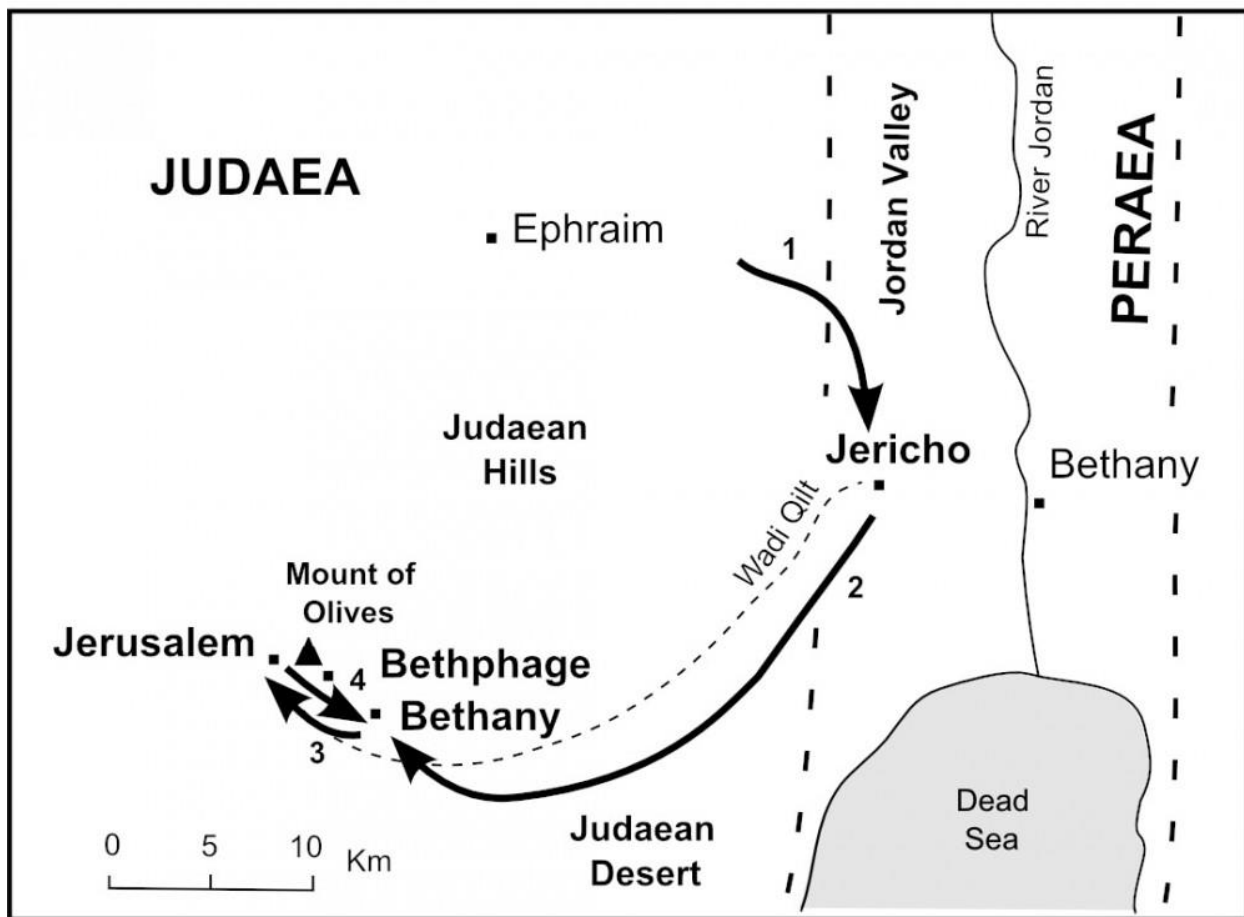 JUDAEA
Ephraim
1
Jordan Valley
River Jordan
PERAEA
Judaean
Hills
Jericho
Bethany
Wadi Qilt
2
Mount of
Olives
Jerusalem
4
Bethphage
Bethany
3
Judaean
Desert
Dead
Sea
0 5 10 Km